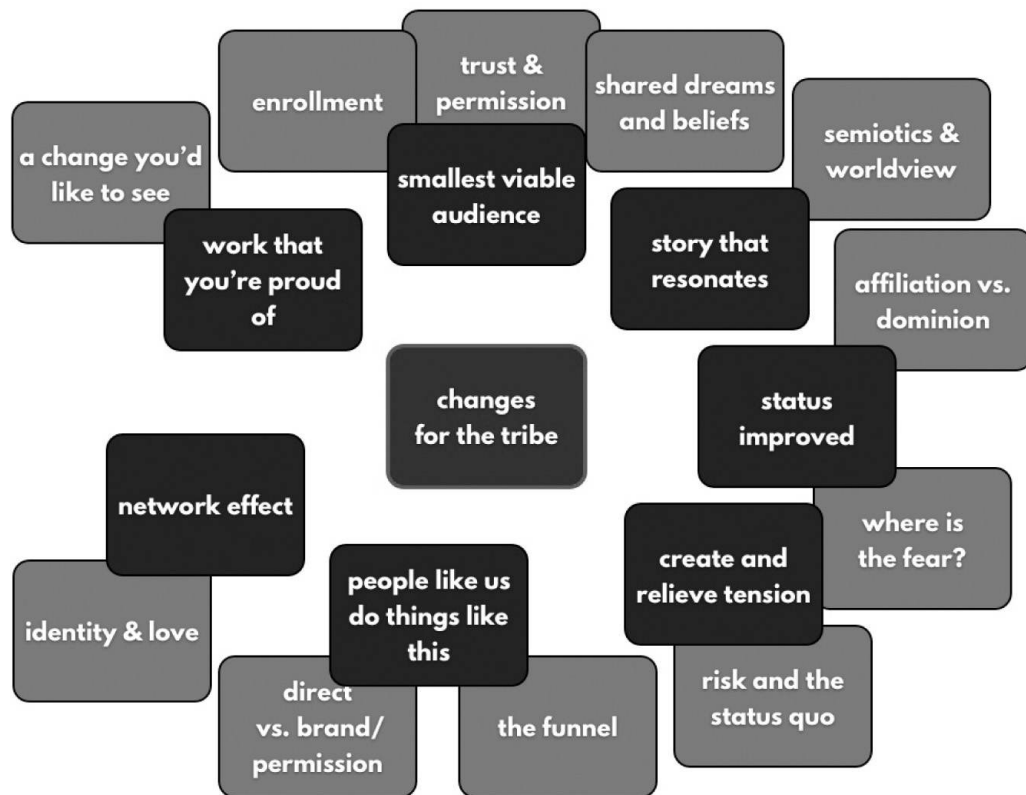 trust &
permission
enrollment
shared dreams
and beliefs
semiotics &
worldview
a change you'd
like to see
smallest viable
audience
work that
you're proud
of
story that
resonates
affiliation vs.
dominion
changes
for the tribe
status
improved
network effect
where is
the fear?
create and
relieve tension
people like us
do things like
this
identity & love
direct
vs. brand/
permission
the funnel
risk and the
status quo